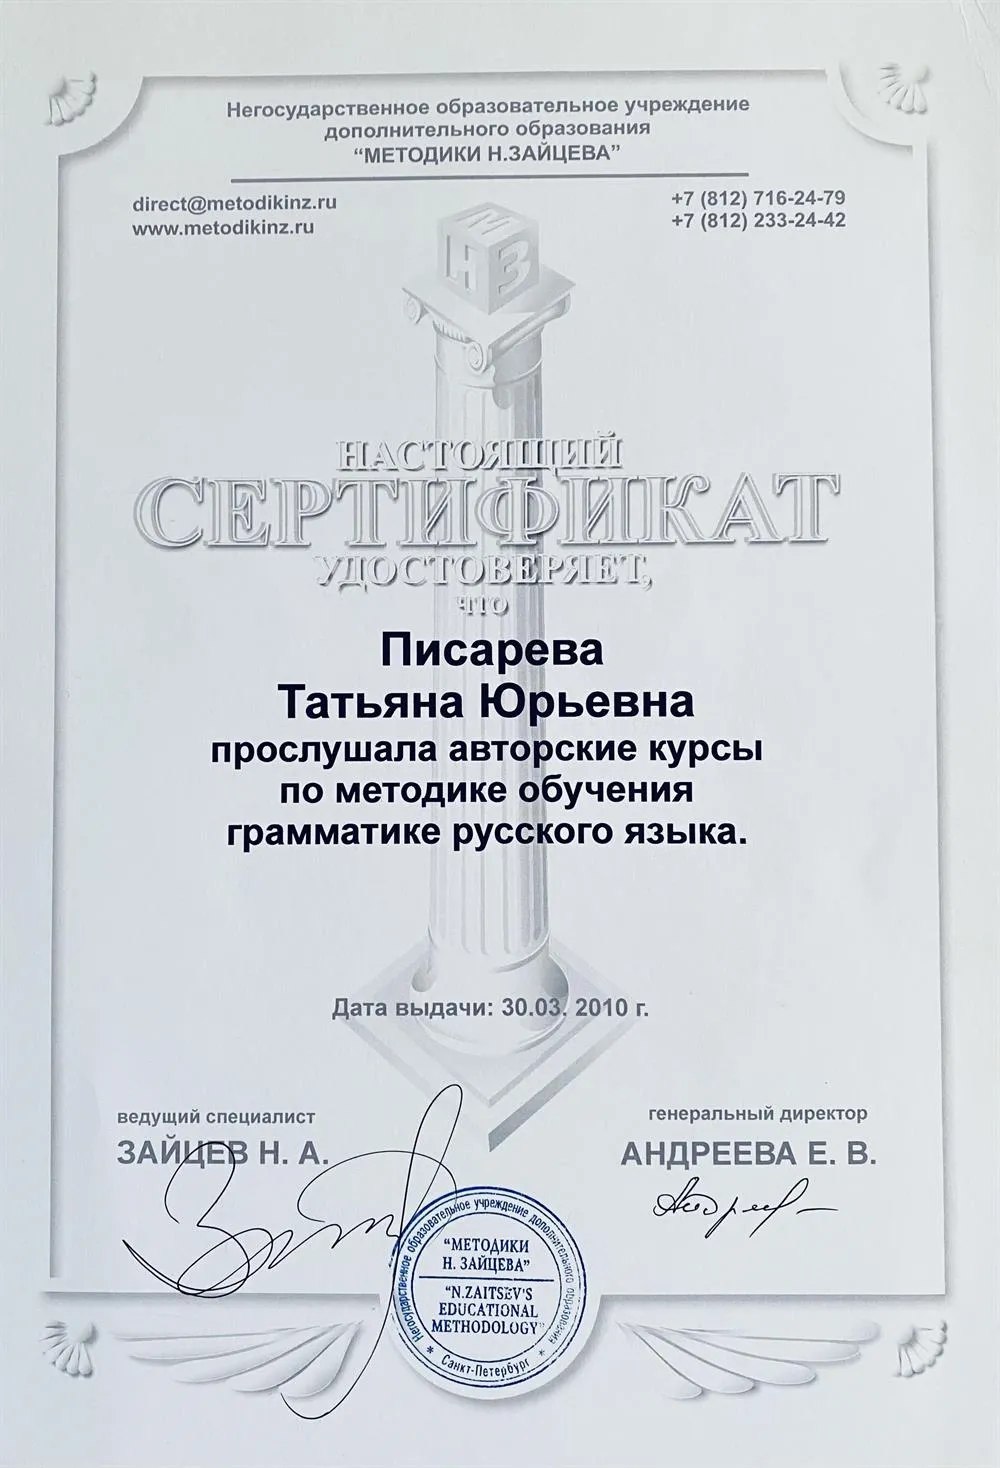 Негосударственное образовательное учреждение
дополнительного образования
“МЕТОДИКИ Н.ЗАЙЦЕВА”
direct@metodikinz.ru
www.metodikinz.ru
+7 (812) 716-24-79
+7 (812) 233-24-42
М
Н З
НАСТОЯЩИЙ
СЕРТИФИКАТ
УДОСТОВЕРЯЕТ,
ЧТО
Писарева
Татьяна Юрьевна
прослушала авторские курсы
по методике обучения
грамматике русского языка.
Дата выдачи: 30.03. 2010 г.
ведущий специалист
ЗАЙЦЕВ Н. А.
генеральный директор
АНДРЕЕВА Е. В.
Негосударственное образовательное учреждение дополнительного образования
“МЕТОДИКИ
Н. ЗАЙЦЕВА”
“N.ZAITSEV'S
EDUCATIONAL
METHODOLOGY”
* Санкт-Петербург *